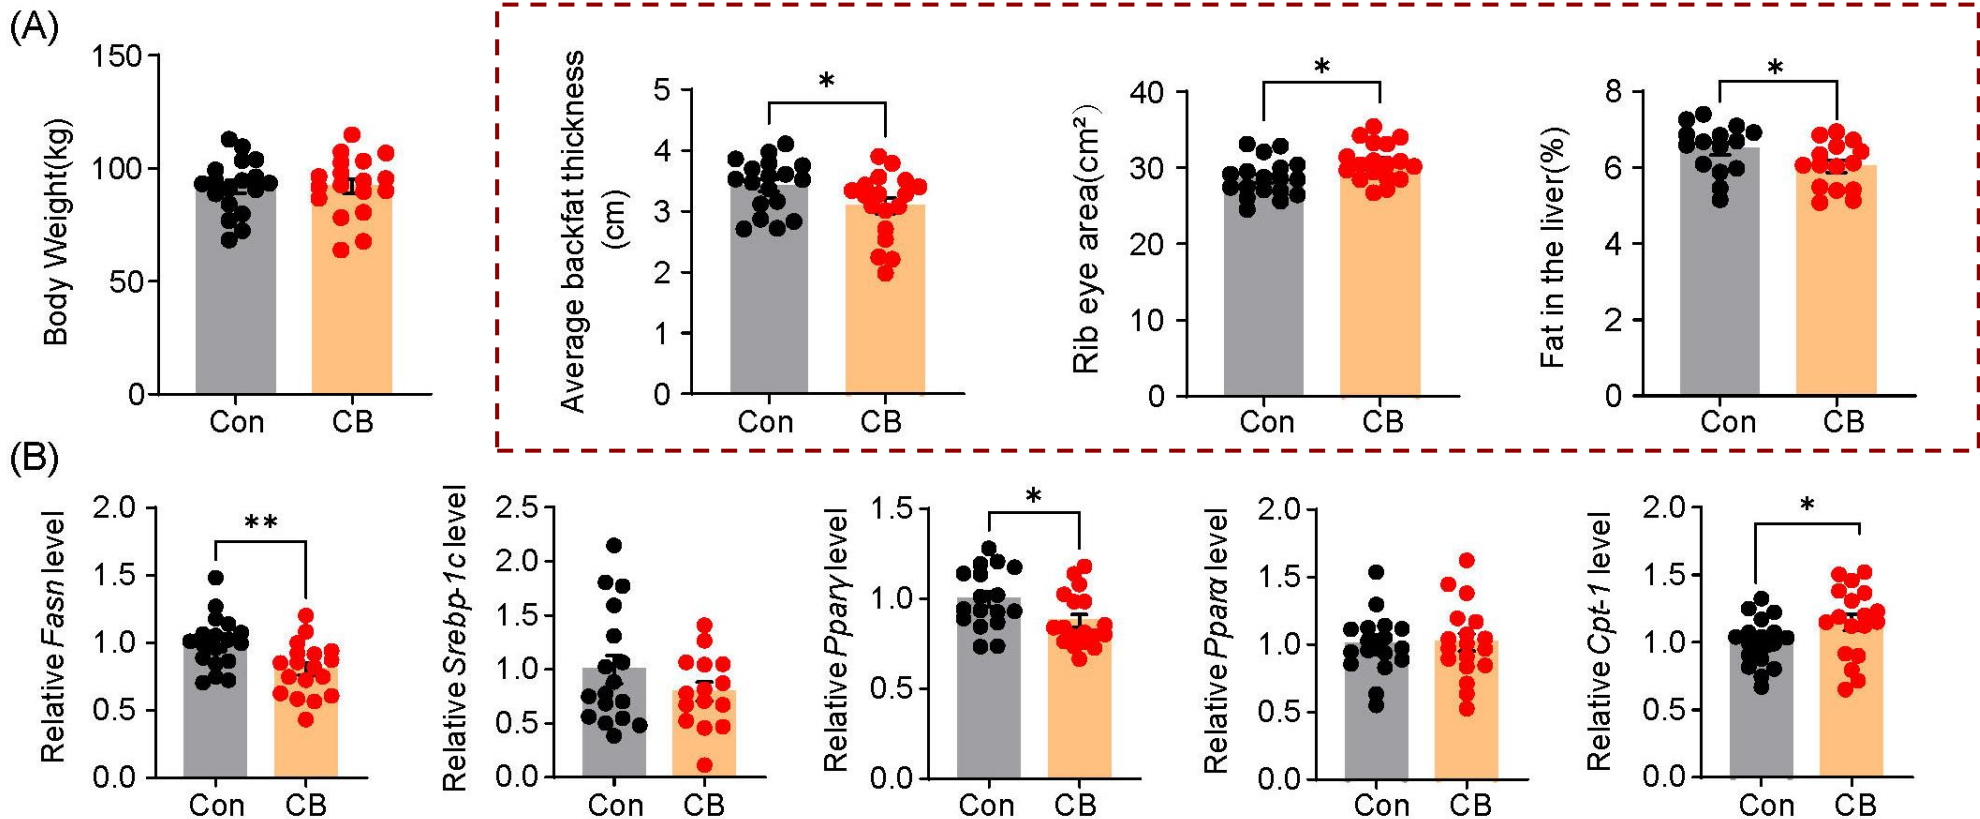 (A)
Body Weight(kg)
150
100
50
0
Con CB
Average backfat thickness
(cm)
5
4
3
2
1
0
*
Con CB
Rib eye area(cm²)
40
30
20
10
0
*
Con CB
Fat in the liver(%)
8
6
4
2
0
*
Con CB
(B)
Relative Fasn level
2.0
1.5
1.0
0.5
0.0
**
Con CB
Relative Srebp-1c level
2.5
2.0
1.5
1.0
0.5
0.0
Con CB
Relative Pparγ level
1.5
1.0
0.5
0.0
*
Con CB
Relative Pparα level
2.0
1.5
1.0
0.5
0.0
Con CB
Relative Cpt-1 level
2.0
1.5
1.0
0.5
0.0
*
Con CB